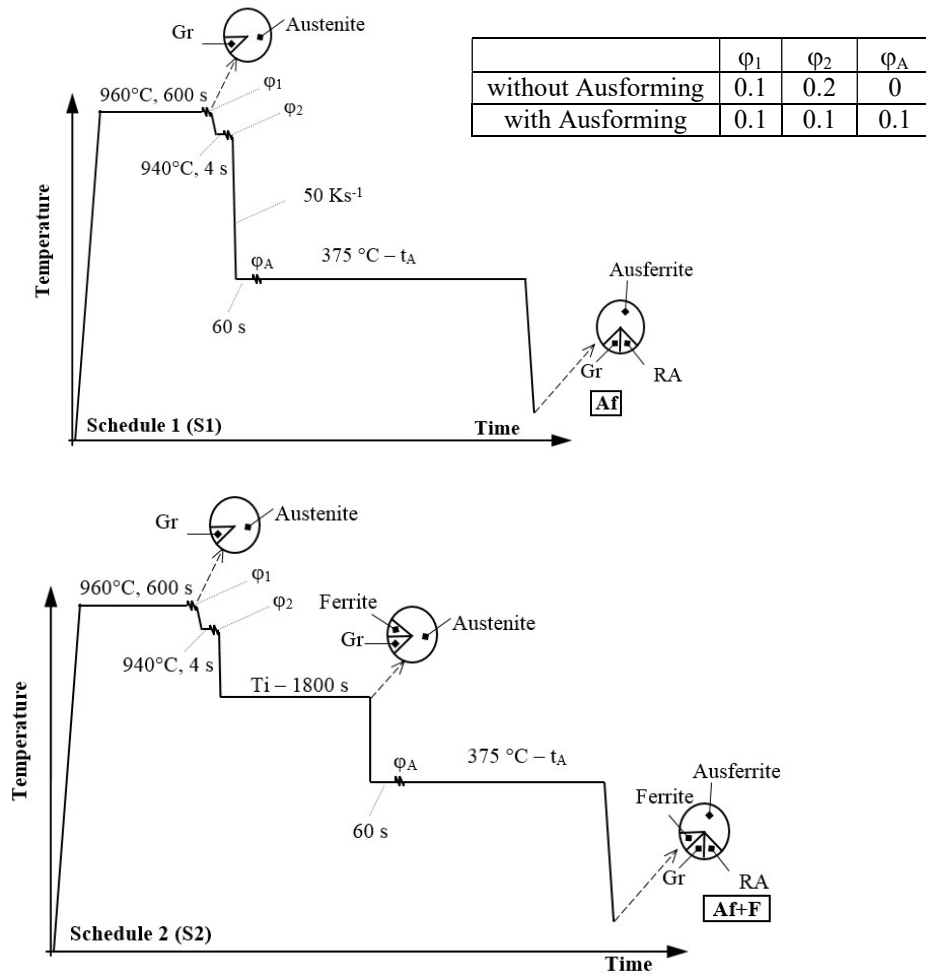 Gr
Austenite
φ1 φ2 φA
without Ausforming 0.1 0.2 0
with Ausforming 0.1 0.1 0.1
960°C, 600 s
φ1
φ2
940°C, 4 s
50 Ks-1
Temperature
φA
375 °C – tA
60 s
Ausferrite
Gr
RA
Af
Schedule 1 (S1)
Time
Gr
Austenite
960°C, 600 s
φ1
φ2
Ferrite
Gr
Austenite
940°C, 4 s
Ti – 1800 s
Temperature
φA
375 °C – tA
60 s
Ausferrite
Ferrite
Gr
RA
Af+F
Schedule 2 (S2)
Time